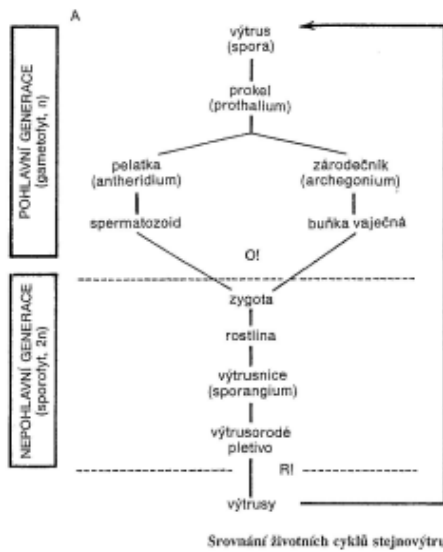 A
výtrus
(spora)
prokel
(prothalium)
pelatka
(antheridium)
zárodečník
(archegonium)
spermatozoid
buňka vaječná
O!
POHLAVNÍ GENERACE
(gametofyt, n)
zygota
rostlina
výtrusnice
(sporangium)
výtrusorodé
pletivo
R!
výtrusy
NEPOHLAVNÍ GENERACE
(sporofyt, 2n)
Srovnání životních cyklů stejnovýtru